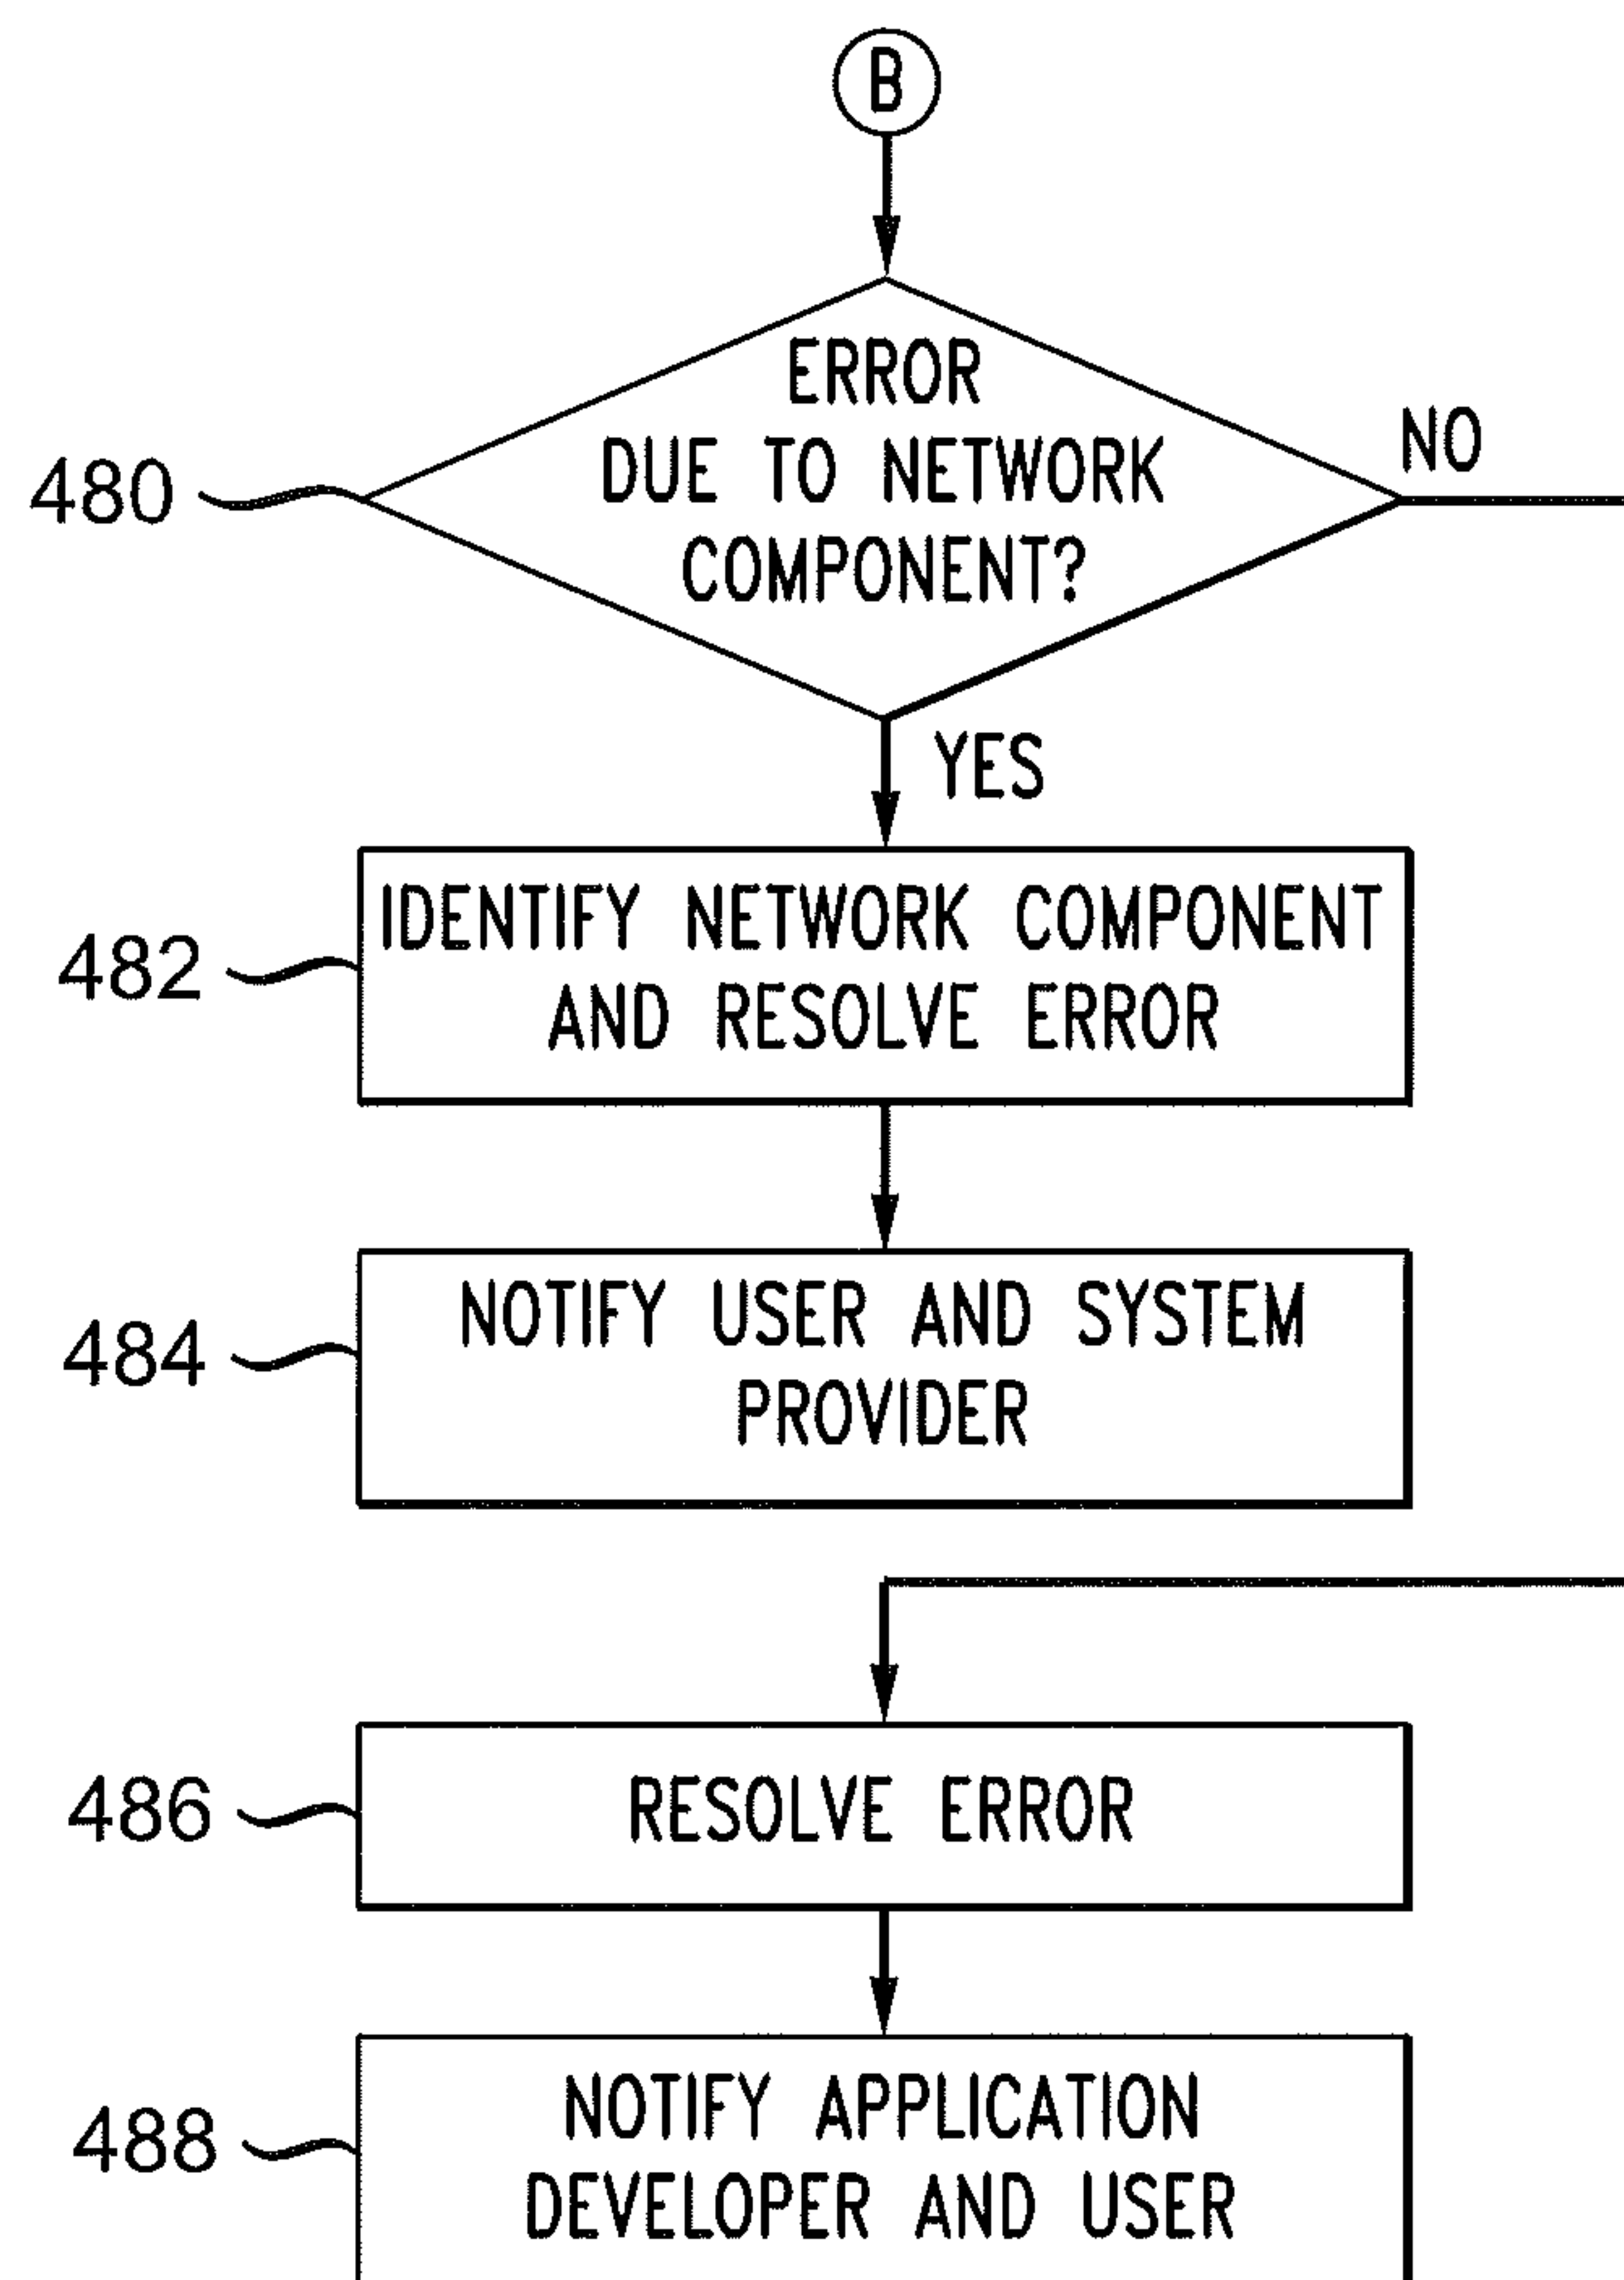 B
ERROR
DUE TO NETWORK
COMPONENT?
480
NO
YES
IDENTIFY NETWORK COMPONENT
AND RESOLVE ERROR
482
NOTIFY USER AND SYSTEM
PROVIDER
484
RESOLVE ERROR
486
NOTIFY APPLICATION
DEVELOPER AND USER
488